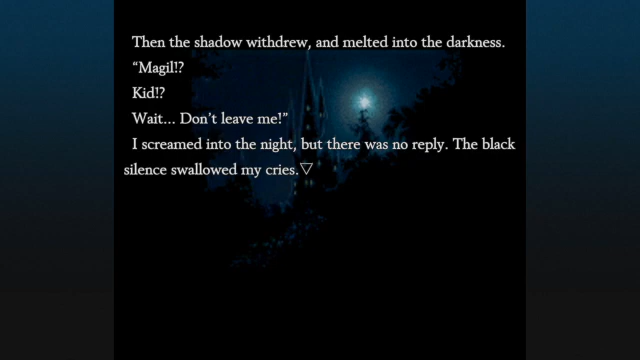 Then the shadow withdrew, and melted into the darkness.
“Magil!?
Kid!?
Wait... Don’t leave me!”
I screamed into the night, but there was no reply. The black
silence swallowed my cries.▽